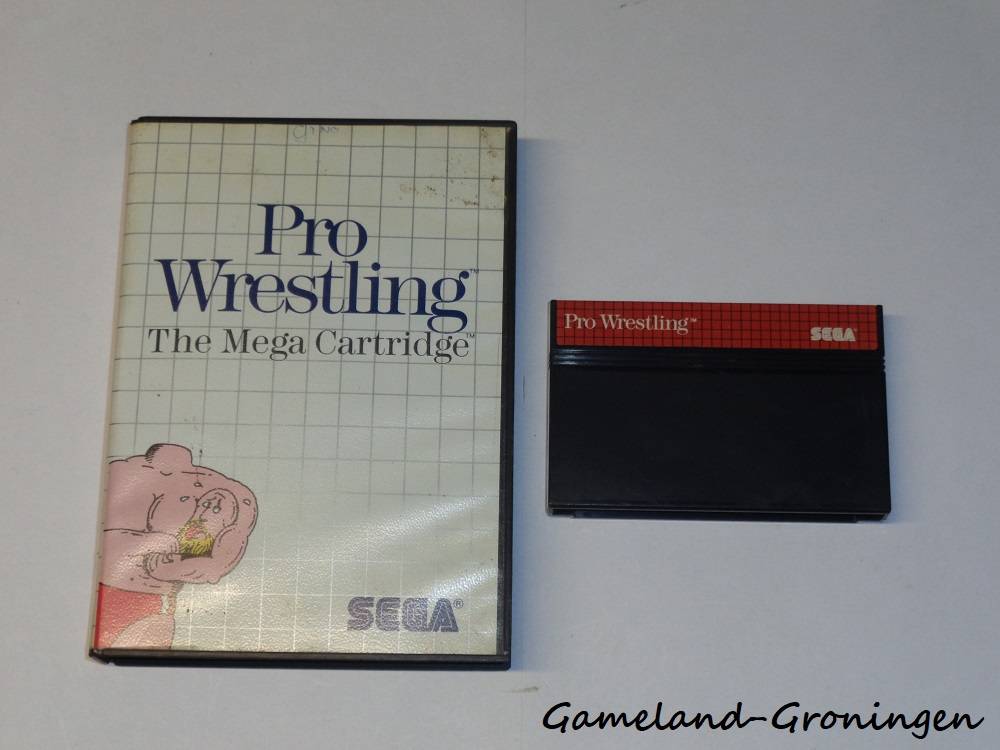 Pro
Wrestling™
The Mega Cartridge™
SEGA®
Pro Wrestling™
SEGA
Gameland-Groningen